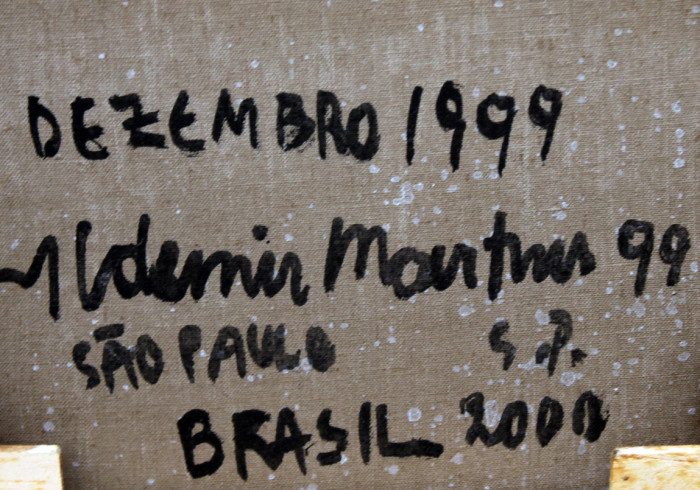 DEZEMBRO 1999
Aldemir Martins 99
SÃO PAULO S.P.
BRASIL 2000